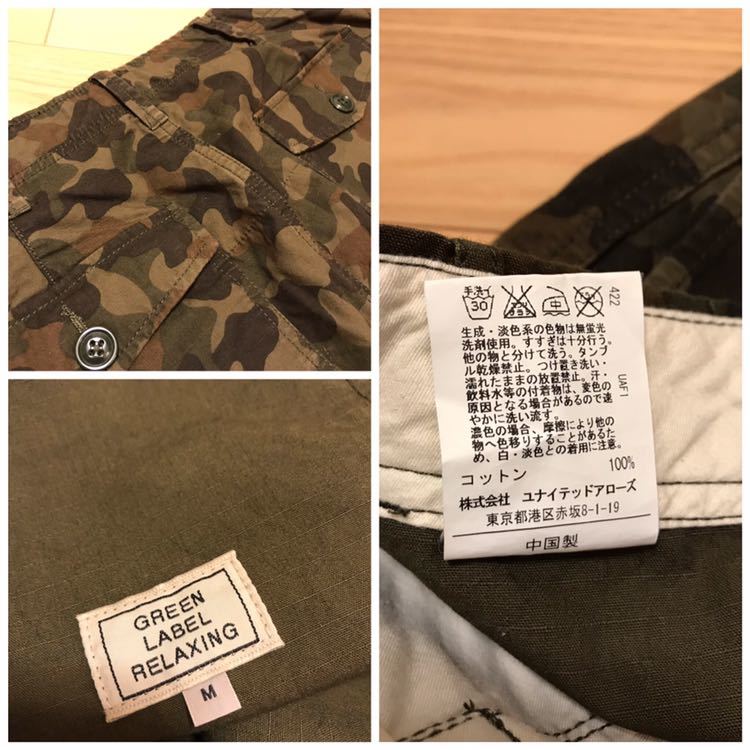 手洗イ
30
エンソ サラシ
中
422
UAF1
生成・淡色系の色物は無蛍光
洗剤使用。すすぎは十分行う。
他の物と分けて洗う。タンブ
ル乾燥禁止。つけ置き洗い・
濡れたままの放置禁止。汗・
飲料水等の付着物は、変色の
原因となる場合があるので速
やかに洗い流す。
濃色の場合、摩擦により他の
物へ色移りすることがあるた
め、白・淡色との着用に注意。
コットン 100%
株式会社 ユナイテッドアローズ
東京都港区赤坂8-1-19
中国製
GREEN
LABEL
RELAXING
M